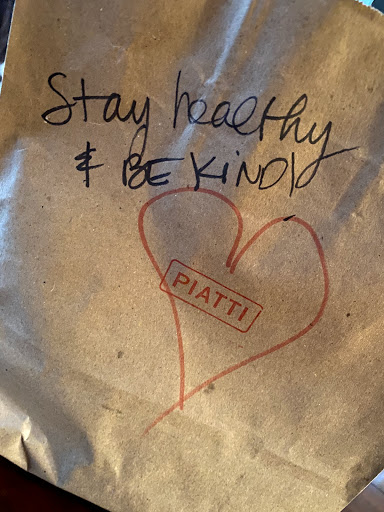 Stay healthy
& BE KIND!
PIATTI